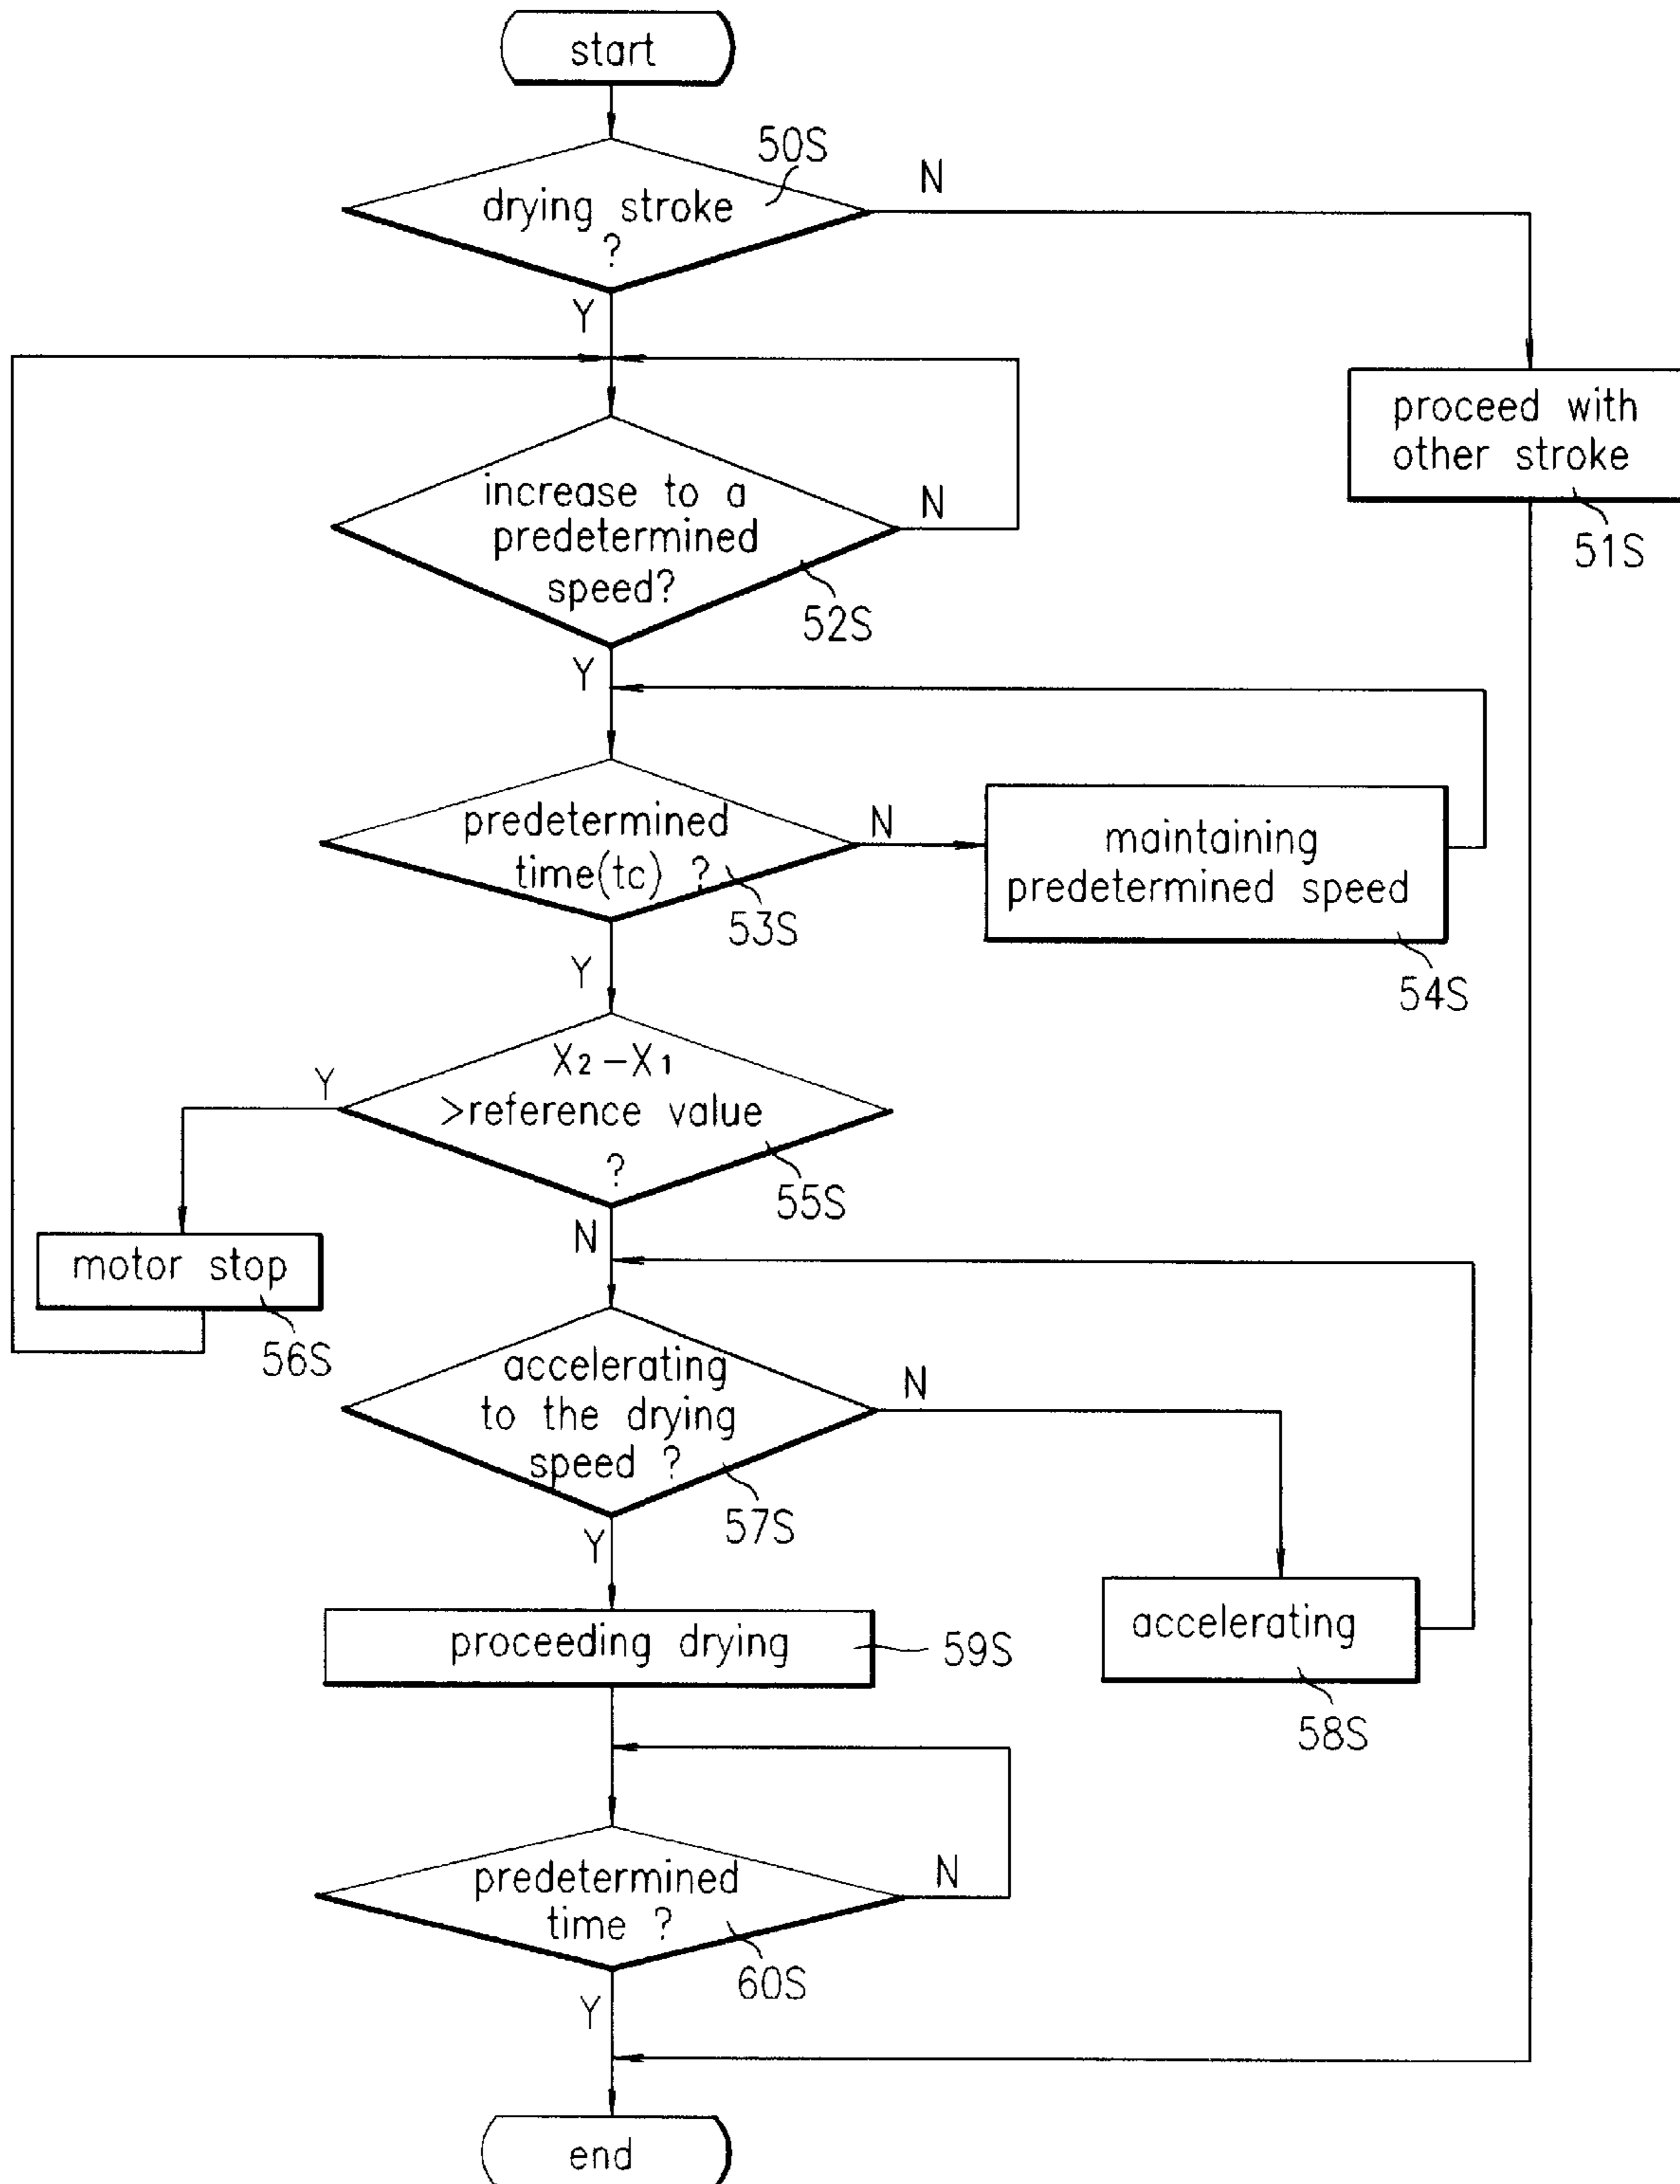 start
50S
N
drying stroke
?
Y
proceed with
other stroke
51S
increase to a
predetermined
speed?
N
52S
Y
predetermined
time(tc) ?
N
53S
maintaining
predetermined speed
54S
Y
X2-X1
>reference value
?
Y
55S
N
motor stop
56S
accelerating
to the drying
speed ?
N
57S
Y
accelerating
58S
proceeding drying
59S
predetermined
time ?
N
60S
Y
end